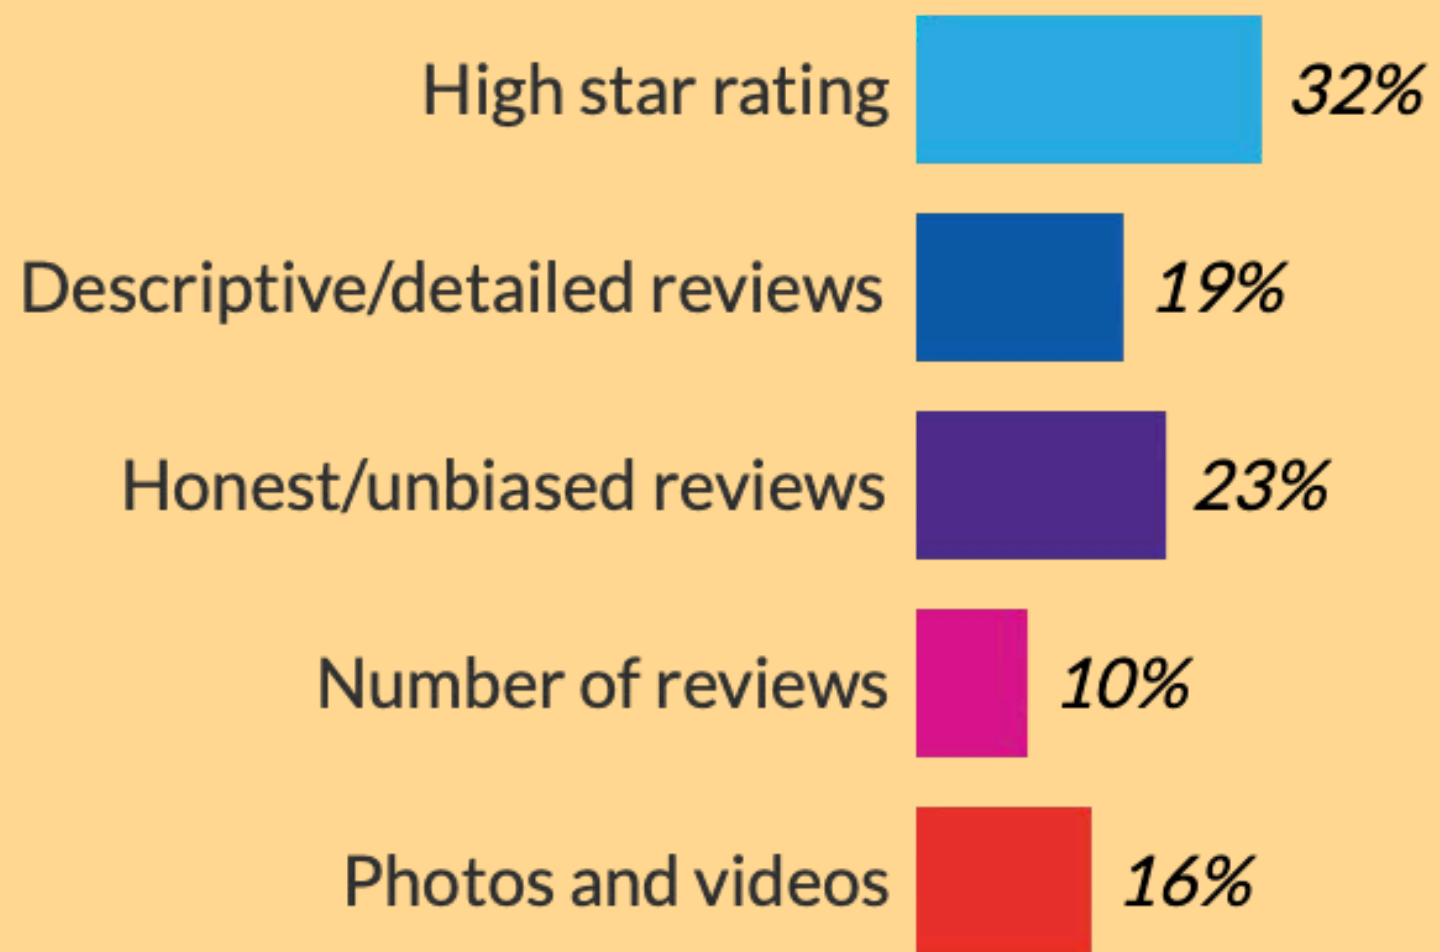 High star rating 32%
Descriptive/detailed reviews 19%
Honest/unbiased reviews 23%
Number of reviews 10%
Photos and videos 16%